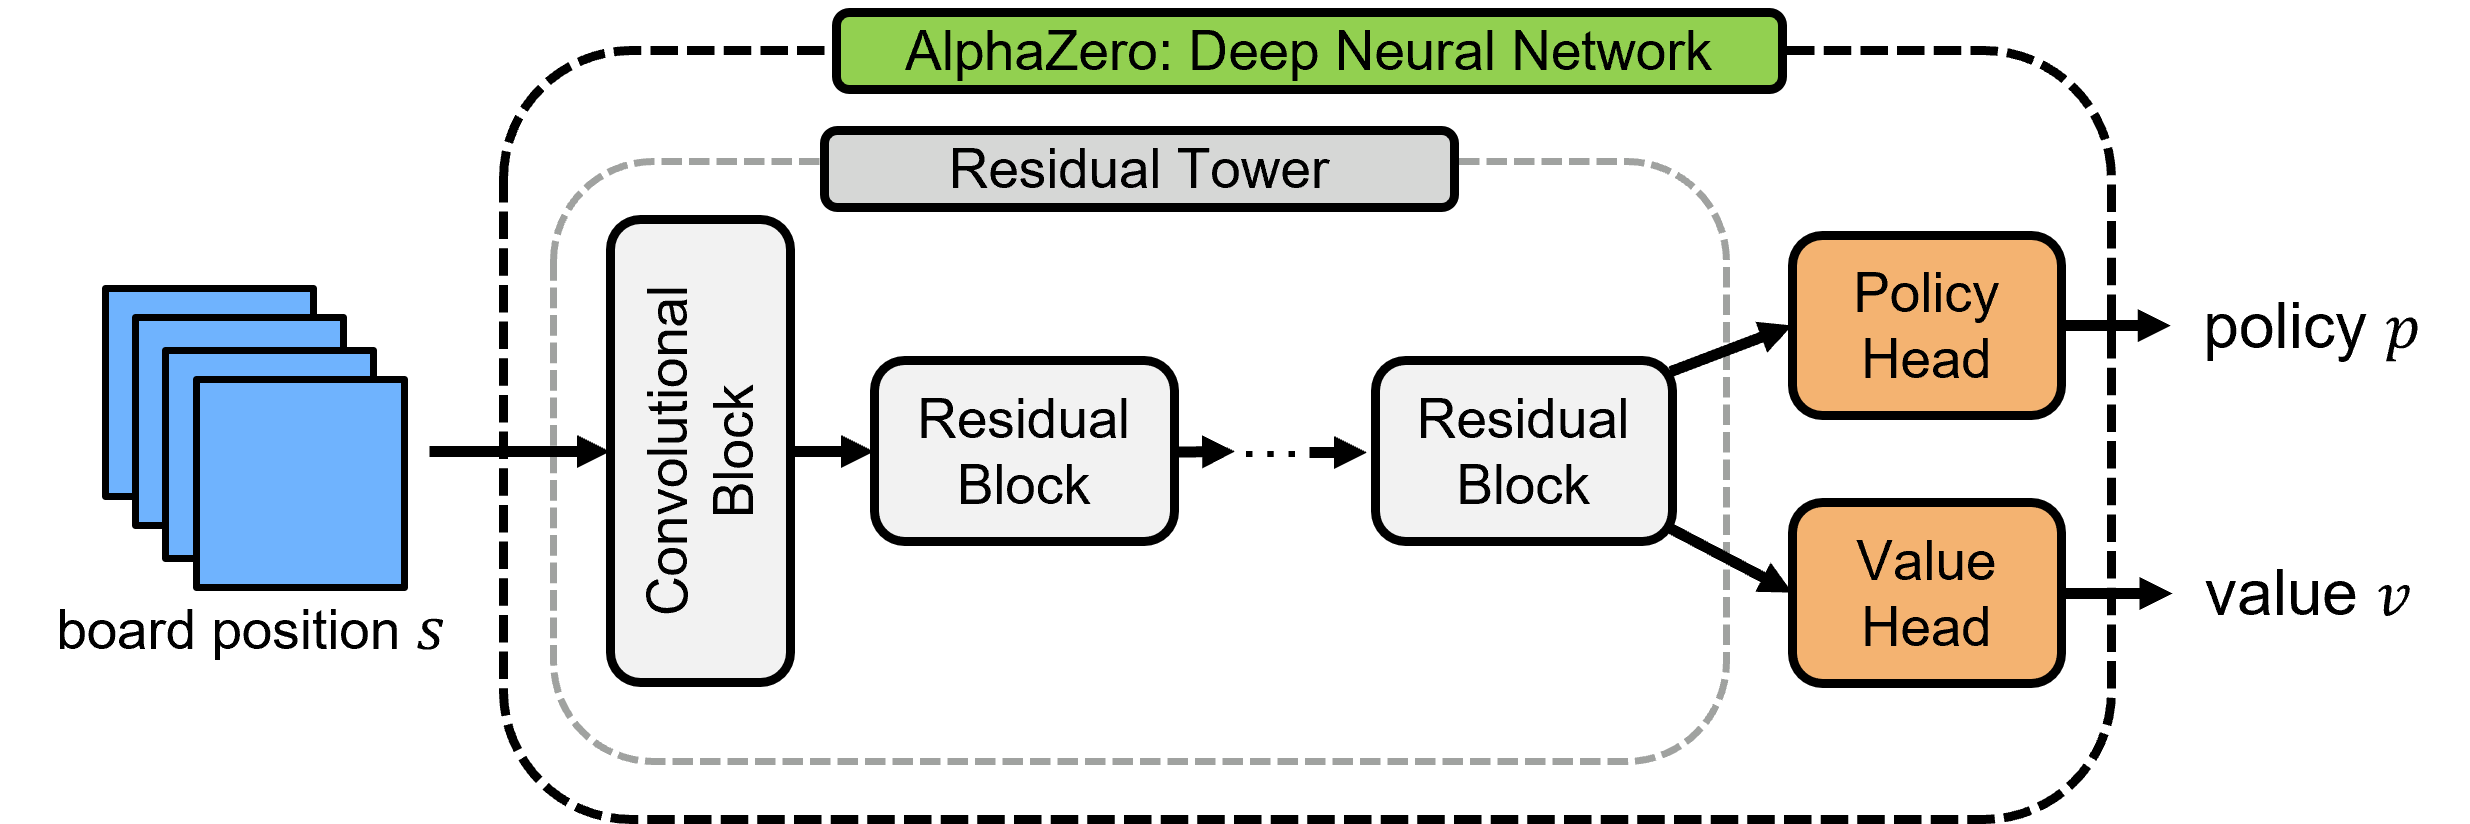 AlphaZero: Deep Neural Network
Residual Tower
board position s
Convolutional
Block
Residual
Block
...
Residual
Block
Policy
Head
policy p
Value
Head
value v